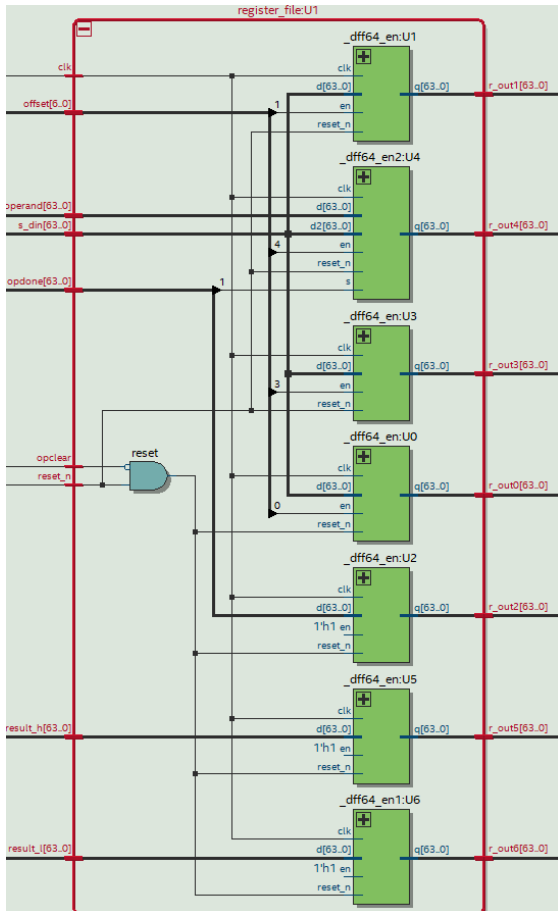 register_file:U1
_dff64_en:U1
clk
clk
offset[6..0]
1
d[63..0]
q[63..0]
r_out1[63..0]
en
reset_n
_dff64_en2:U4
clk
operand[63..0]
d[63..0]
s_din[63..0]
d2[63..0]
q[63..0]
r_out4[63..0]
4
en
reset_n
opdone[63..0]
1
s
_dff64_en:U3
clk
d[63..0]
q[63..0]
r_out3[63..0]
3
en
reset_n
_dff64_en:U0
opclear
reset
clk
reset_n
d[63..0]
q[63..0]
r_out0[63..0]
0
en
reset_n
_dff64_en:U2
clk
d[63..0]
q[63..0]
r_out2[63..0]
1'h1 en
reset_n
_dff64_en:U5
clk
result_h[63..0]
d[63..0]
q[63..0]
r_out5[63..0]
1'h1 en
reset_n
_dff64_en1:U6
clk
result_l[63..0]
d[63..0]
q[63..0]
r_out6[63..0]
1'h1 en
reset_n